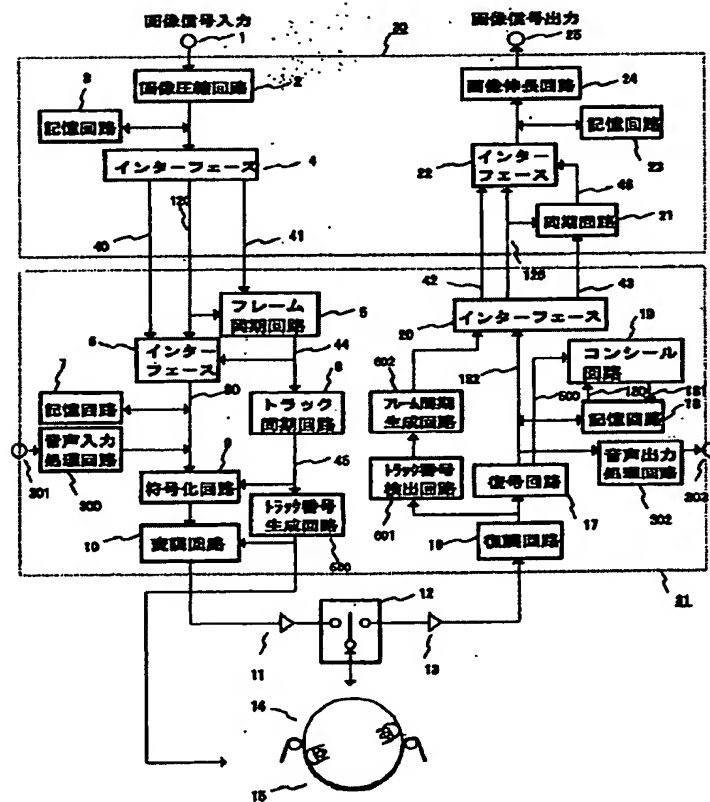 画像信号入力
1
画像圧縮回路
2
3
記憶回路
インターフェース
4
120
40
41
フレーム
同期回路
5
6
インター
フェース
44
7
80
8
記憶回路
トラック
同期回路
音声入力
処理回路
301
300
9
45
符号化回路
トラック番号
生成回路
500
10
変調回路
画像信号出力
25
20
画像伸長回路
24
記憶回路
23
22
インター
フェース
46
同期回路
21
42
120
43
インターフェース
20
19
コンシール
回路
602
182
500
180
181
フレーム同期
生成回路
記憶回路
18
トラック番号
検出回路
601
復号回路
17
音声出力
処理回路
302
303
16
復調回路
21
12
11
13
14
15